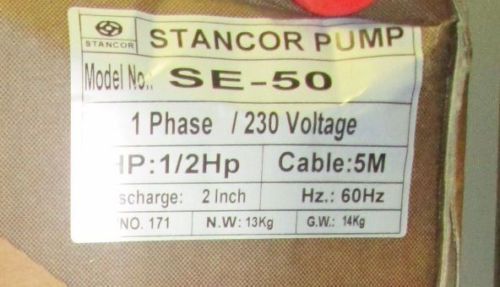 STANCOR STANCOR PUMP
Model No.: SE-50
1 Phase / 230 Voltage
HP:1/2Hp Cable:5M
scharge: 2 Inch Hz.: 60Hz
/NO. 171 N.W: 13Kg G.W.: 14Kg